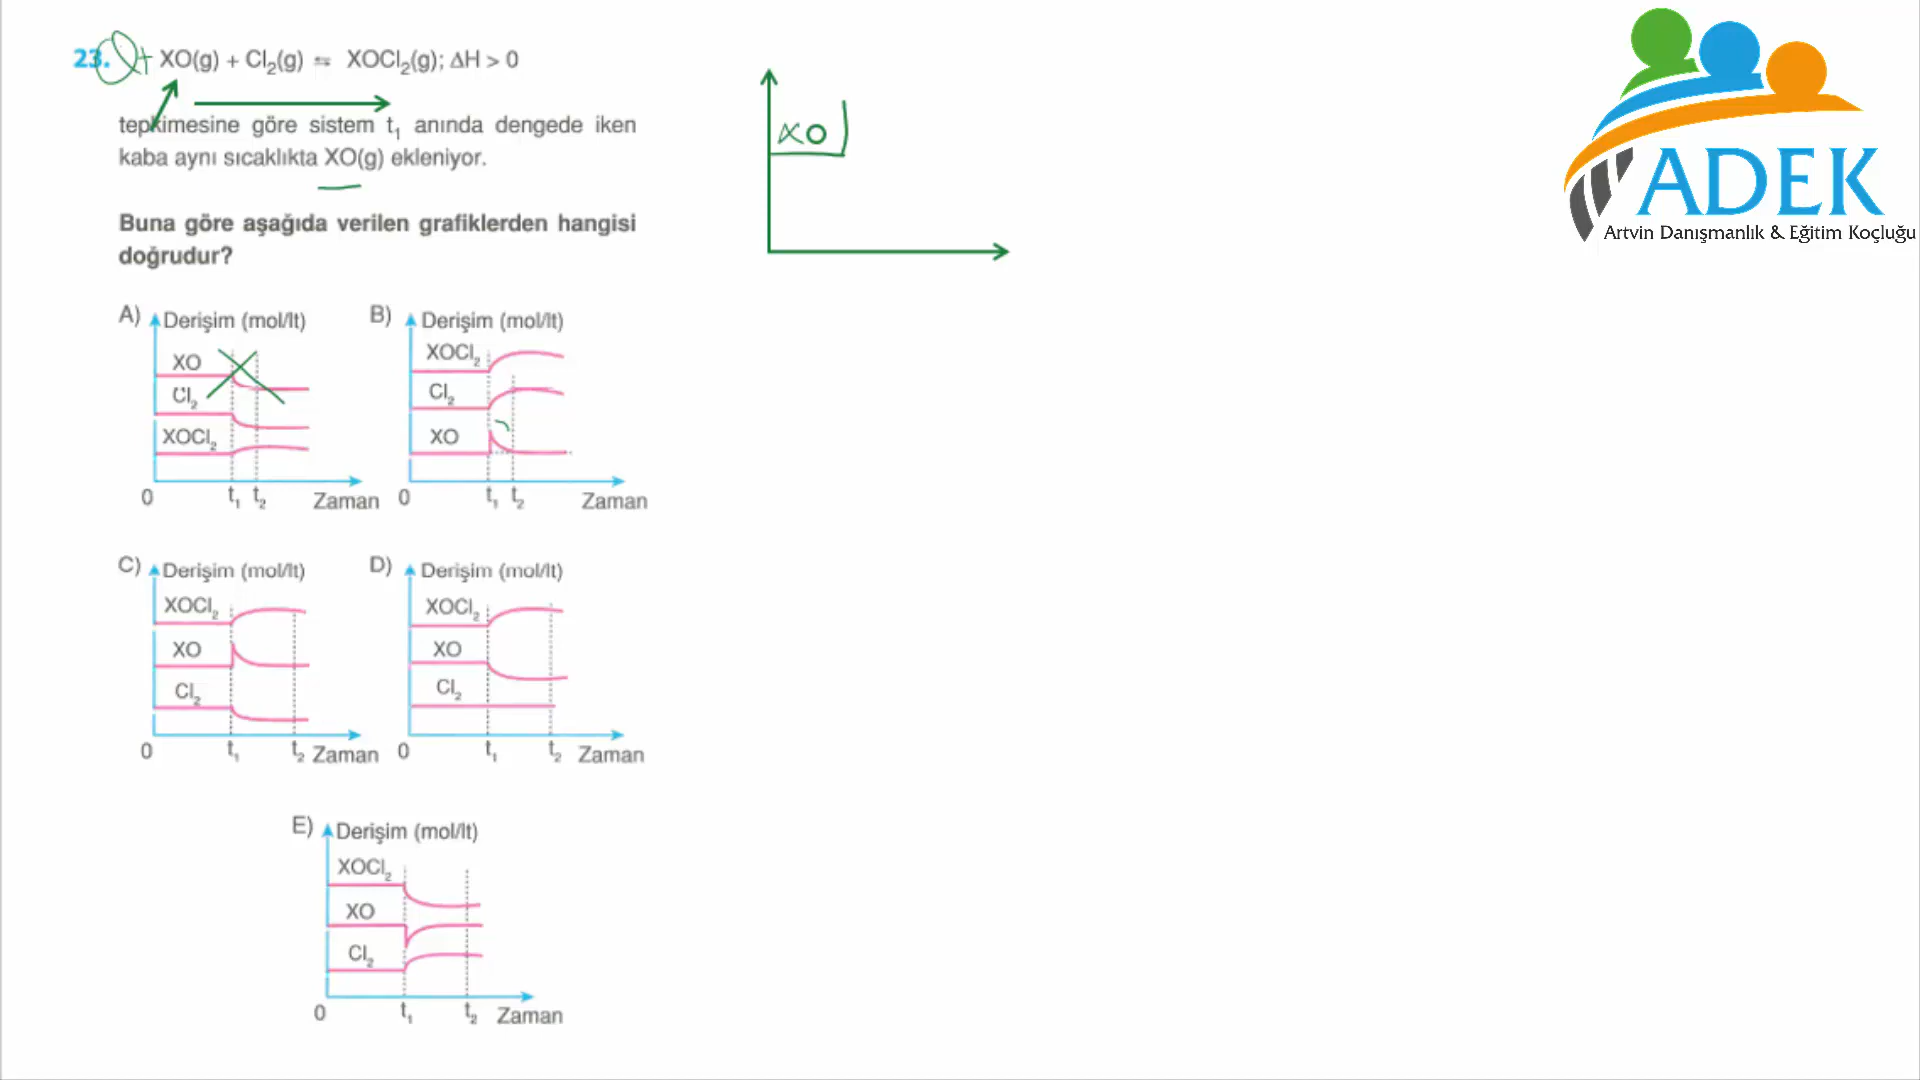 23. XO(g) + Cl₂(g) ⇆ XOCl₂(g); ΔH > 0
tepkimesine göre sistem t₁ anında dengede iken
kaba aynı sıcaklıkta XO(g) ekleniyor.
Buna göre aşağıda verilen grafiklerden hangisi
doğrudur?
A) Derişim (mol/lt)
XO
Cl₂
XOCl₂
0 t₁ t₂ Zaman
B) Derişim (mol/lt)
XOCl₂
Cl₂
XO
0 t₁ t₂ Zaman
C) Derişim (mol/lt)
XOCl₂
XO
Cl₂
0 t₁ t₂ Zaman
D) Derişim (mol/lt)
XOCl₂
XO
Cl₂
0 t₁ t₂ Zaman
E) Derişim (mol/lt)
XOCl₂
XO
Cl₂
0 t₁ t₂ Zaman
XO
ADEK
Artvin Danışmanlık & Eğitim Koçluğu